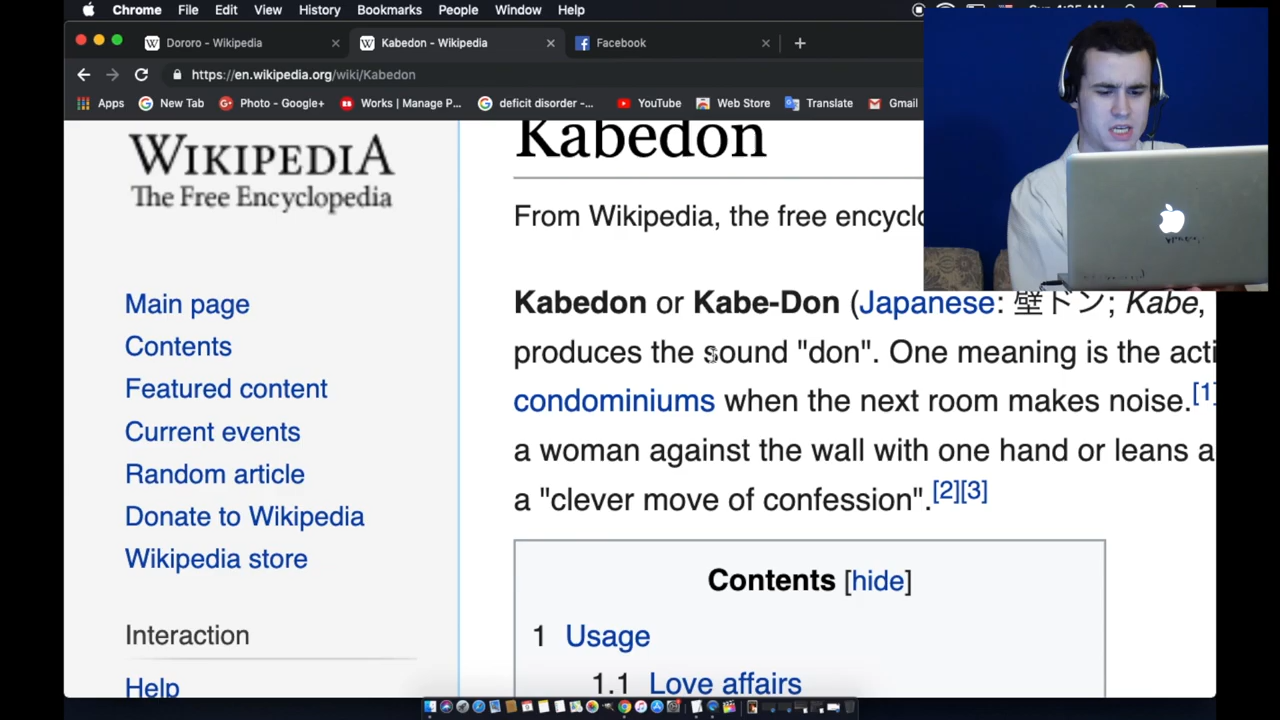 Chrome File Edit View History Bookmarks People Window Help
Dororo - Wikipedia
Kabedon - Wikipedia
Facebook
https://en.wikipedia.org/wiki/Kabedon
Apps New Tab Photo - Google+ Works | Manage P... deficit disorder -... YouTube Web Store Translate Gmail
WIKIPEDIA
The Free Encyclopedia
Main page
Contents
Featured content
Current events
Random article
Donate to Wikipedia
Wikipedia store
Interaction
Help
Kabedon
From Wikipedia, the free encyclo
Kabedon or Kabe-Don (Japanese: 壁ドン; Kabe,
produces the sound "don". One meaning is the acti
condominiums when the next room makes noise.[1]
a woman against the wall with one hand or leans a
a "clever move of confession".[2][3]
Contents [hide]
1 Usage
1.1 Love affairs